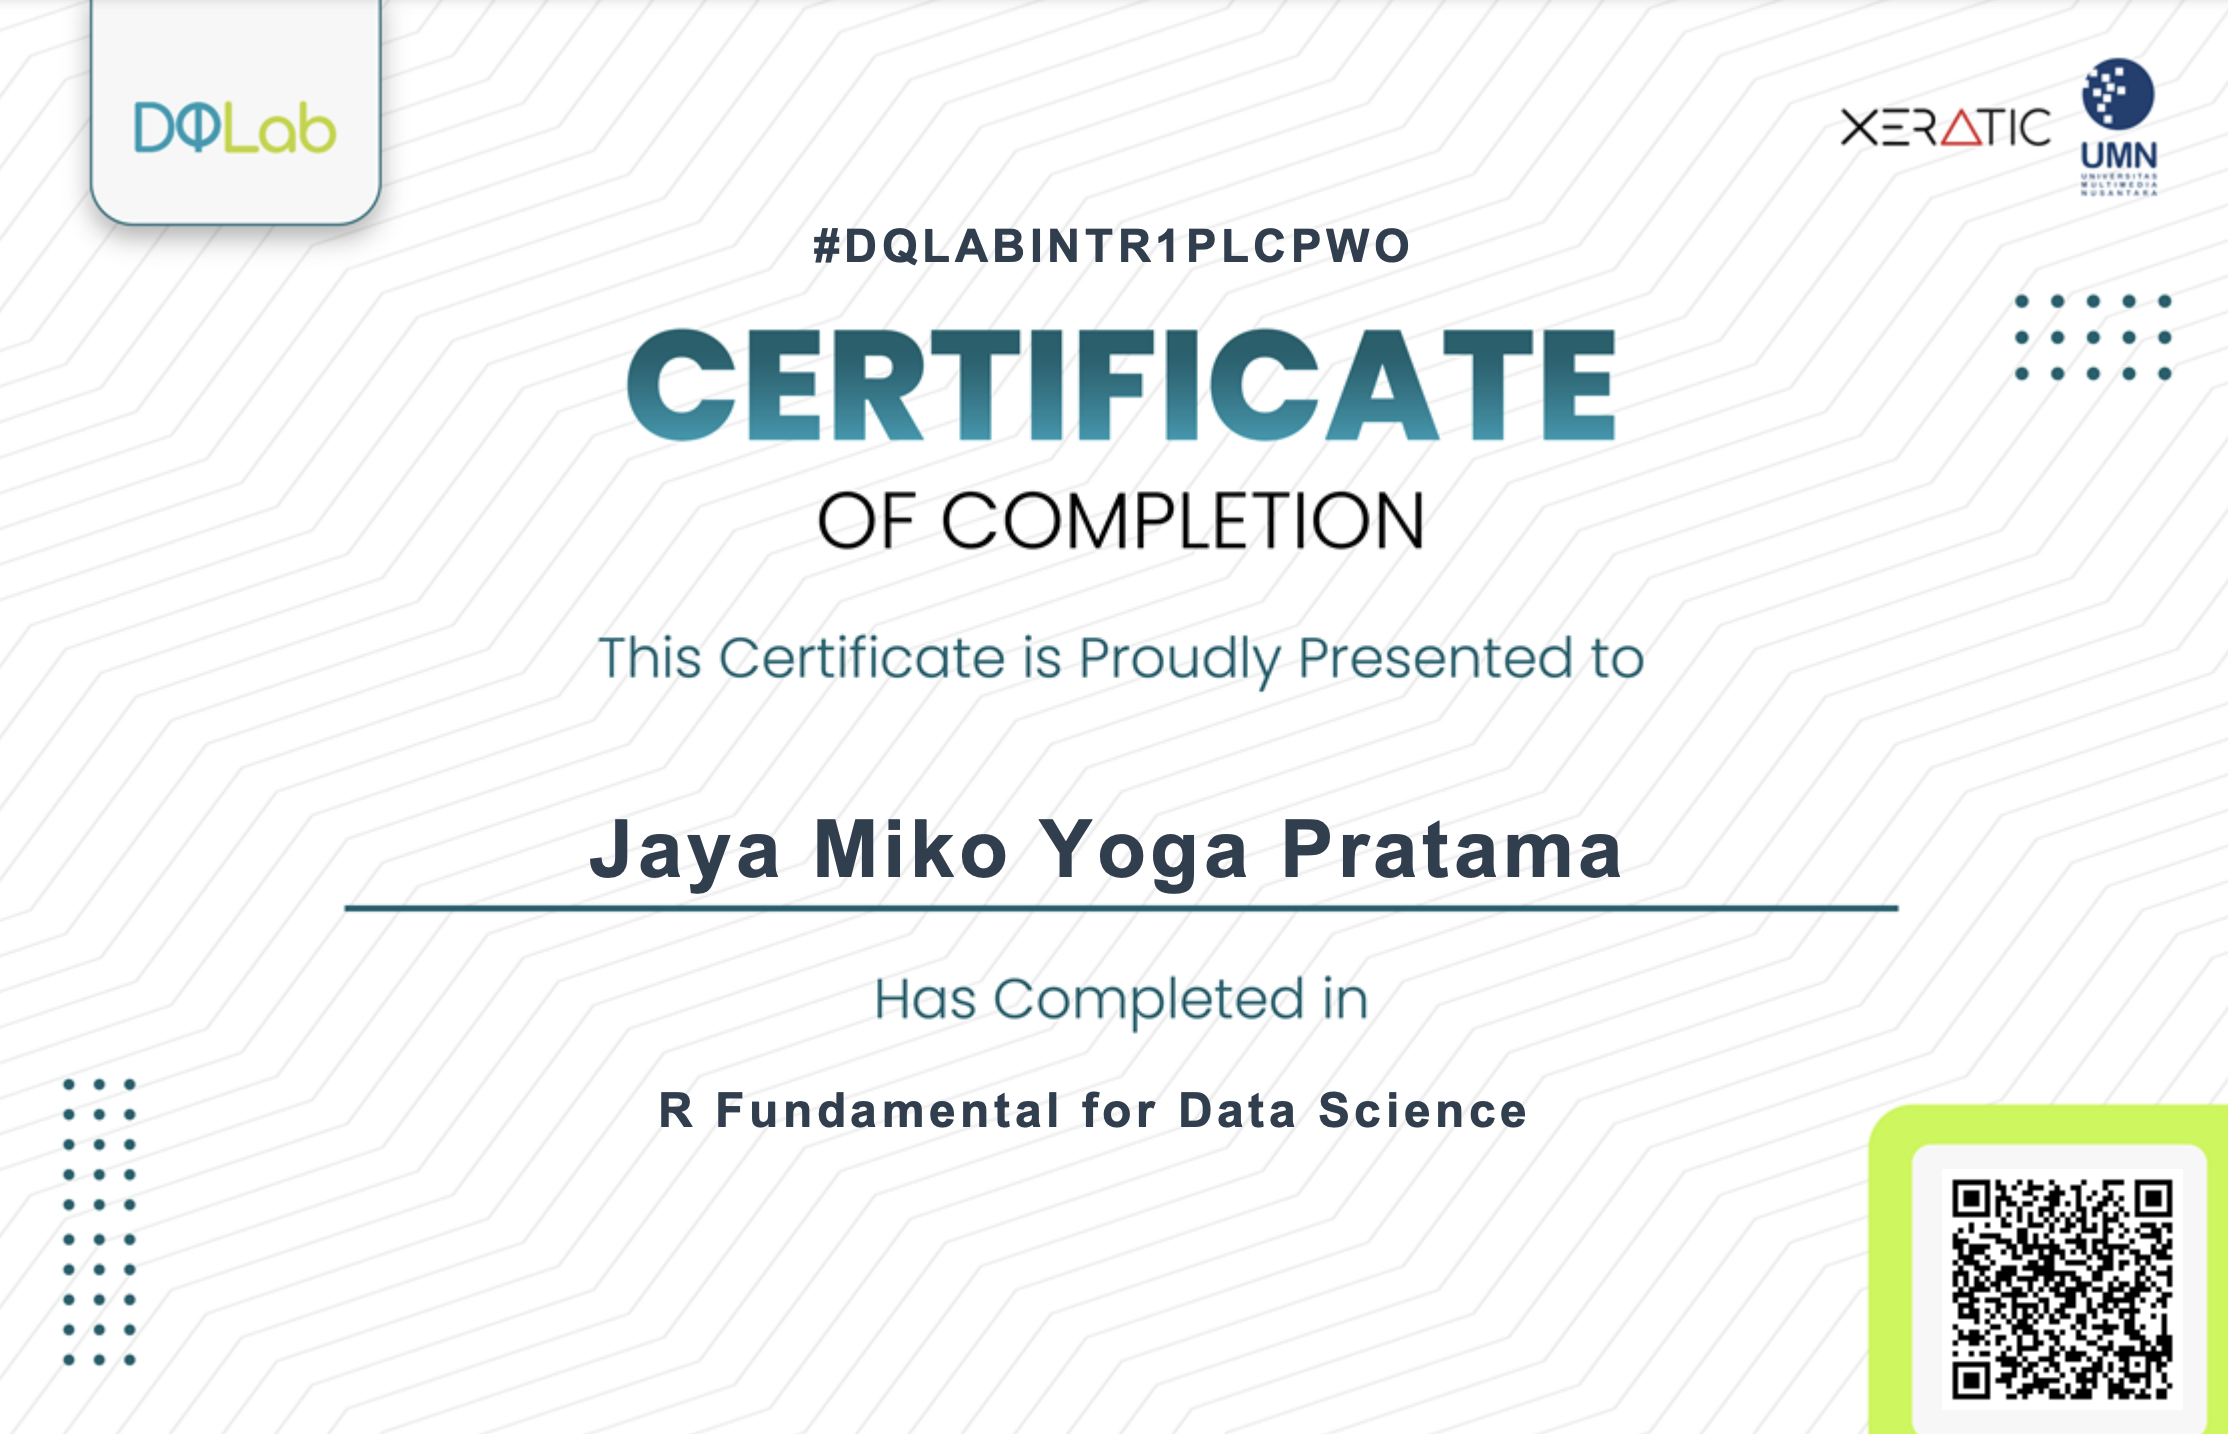 DQLab
XERATIC
UMN
UNIVERSITAS
MULTIMEDIA
NUSANTARA
#DQLABINTR1PLCPWO
CERTIFICATE
OF COMPLETION
This Certificate is Proudly Presented to
Jaya Miko Yoga Pratama
Has Completed in
R Fundamental for Data Science